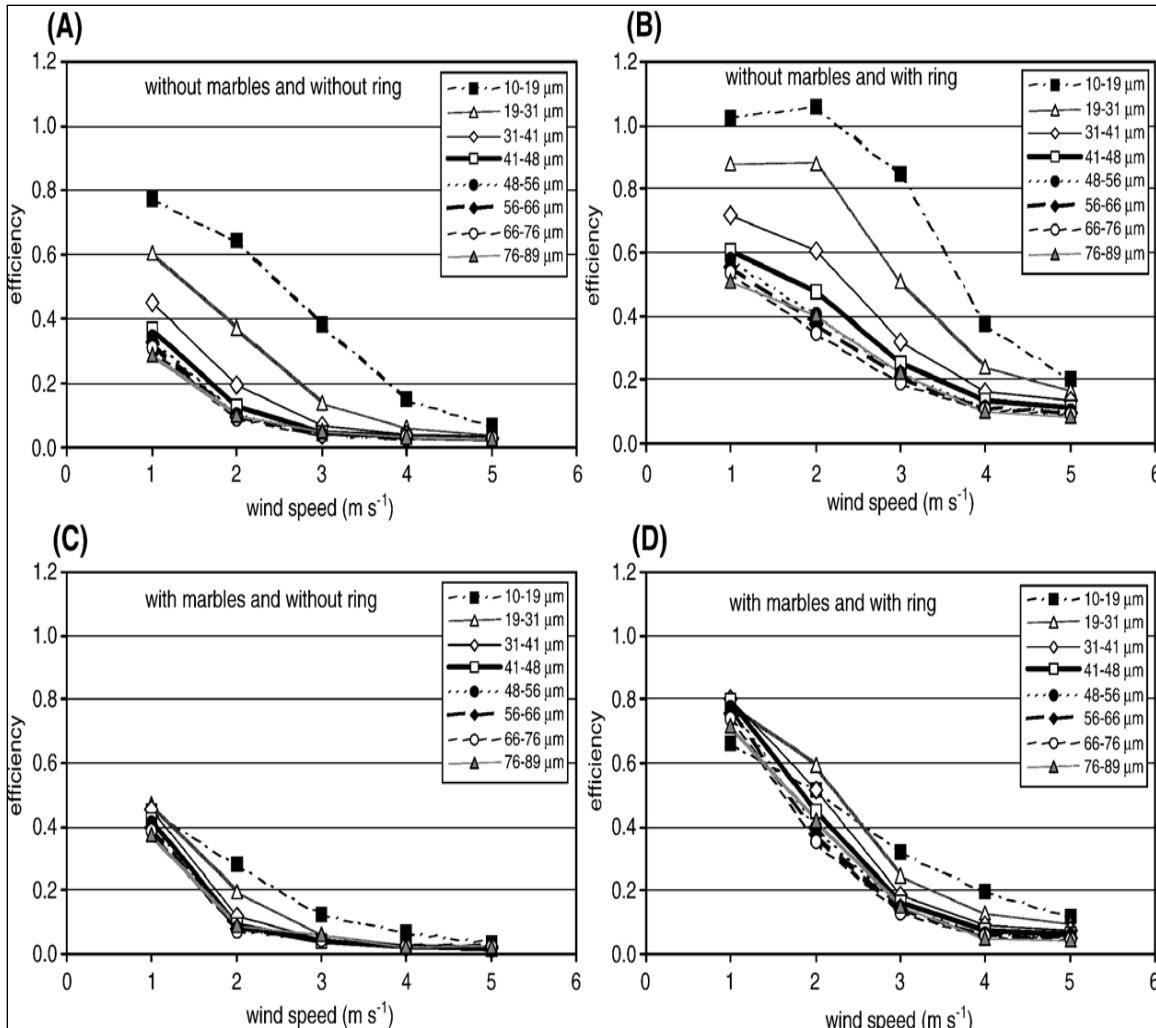 (A)
without marbles and without ring
10-19 μm
19-31 μm
31-41 μm
41-48 μm
48-56 μm
56-66 μm
66-76 μm
76-89 μm
1.2
1.0
0.8
0.6
0.4
0.2
0.0
efficiency
0 1 2 3 4 5 6
wind speed (m s⁻¹)
(B)
without marbles and with ring
10-19 μm
19-31 μm
31-41 μm
41-48 μm
48-56 μm
56-66 μm
66-76 μm
76-89 μm
1.2
1.0
0.8
0.6
0.4
0.2
0.0
efficiency
0 1 2 3 4 5 6
wind speed (m s⁻¹)
(C)
with marbles and without ring
10-19 μm
19-31 μm
31-41 μm
41-48 μm
48-56 μm
56-66 μm
66-76 μm
76-89 μm
1.2
1.0
0.8
0.6
0.4
0.2
0.0
efficiency
0 1 2 3 4 5 6
wind speed (m s⁻¹)
(D)
with marbles and with ring
10-19 μm
19-31 μm
31-41 μm
41-48 μm
48-56 μm
56-66 μm
66-76 μm
76-89 μm
1.2
1.0
0.8
0.6
0.4
0.2
0.0
efficiency
0 1 2 3 4 5 6
wind speed (m s⁻¹)